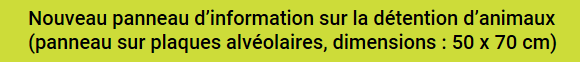 Nouveau panneau d’information sur la détention d’animaux
(panneau sur plaques alvéolaires, dimensions : 50 x 70 cm)